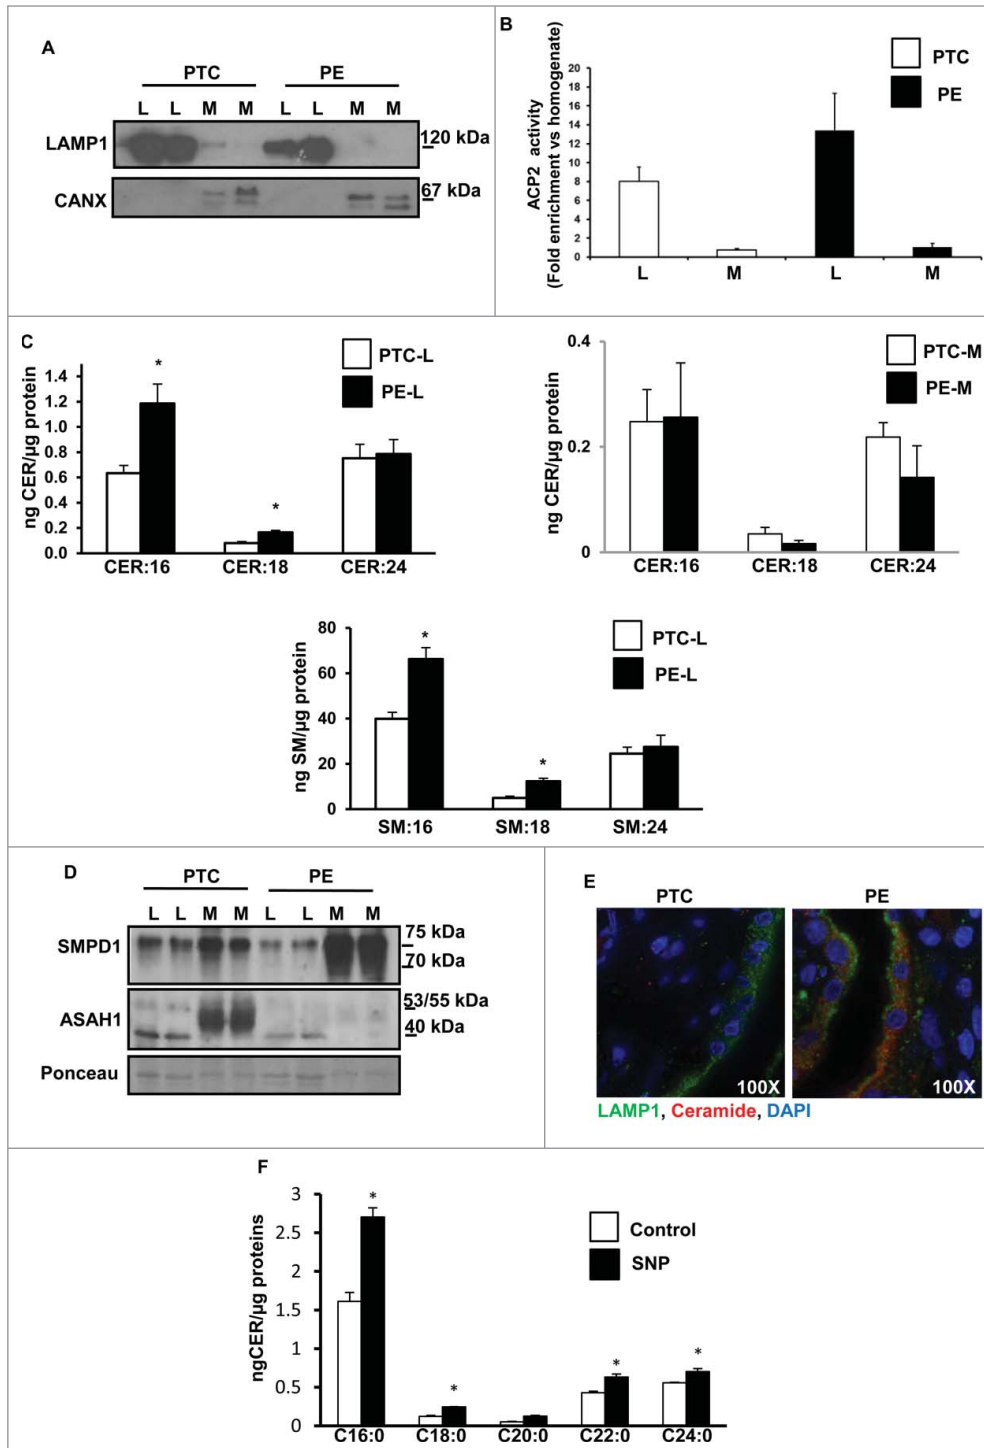 A
PTC PE
L L M M L L M M
LAMP1 120 kDa
CANX 67 kDa
B
PTC
PE
ACP2 activity
(Fold enrichment vs homogenate)
20
18
16
14
12
10
8
6
4
2
0
L M L M
C
PTC-L
PE-L
ng CER/µg protein
1.4
1.2
1.0
0.8
0.6
0.4
0.2
0.0
*
*
CER:16 CER:18 CER:24
PTC-M
PE-M
ng CER/µg protein
0.4
0.2
0
CER:16 CER:18 CER:24
PTC-L
PE-L
ng SM/µg protein
80
60
40
20
0
*
*
SM:16 SM:18 SM:24
D
PTC PE
L L M M L L M M
SMPD1 75 kDa
70 kDa
ASAH1 53/55 kDa
40 kDa
Ponceau
E
PTC PE
100X 100X
LAMP1, Ceramide, DAPI
F
Control
SNP
ngCER/µg proteins
3
2.5
2
1.5
1
0.5
0
*
*
*
*
C16:0 C18:0 C20:0 C22:0 C24:0